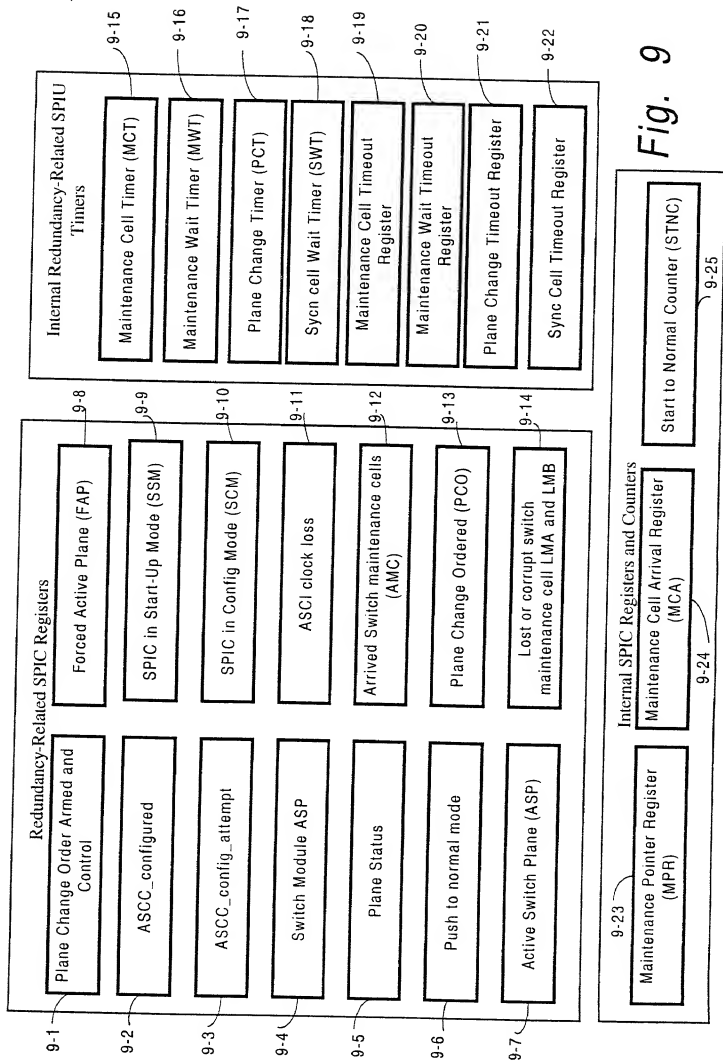 Redundancy-Related SPIC Registers
9-1
Plane Change Order Armed and
Control
9-2
ASCC_configured
9-3
ASCC_config_attempt
9-4
Switch Module ASP
9-5
Plane Status
9-6
Push to normal mode
9-7
Active Switch Plane (ASP)
Forced Active Plane (FAP)
9-8
SPIC in Start-Up Mode (SSM)
9-9
SPIC in Config Mode (SCM)
9-10
ASCI clock loss
9-11
Arrived Switch maintenance cells
(AMC)
9-12
Plane Change Ordered (PCO)
9-13
Lost or corrupt switch
maintenance cell LMA and LMB
9-14
Internal Redundancy-Related SPIU
Timers
Maintenance Cell Timer (MCT)
9-15
Maintenance Wait Timer (MWT)
9-16
Plane Change Timer (PCT)
9-17
Sycn cell Wait Timer (SWT)
9-18
Maintenance Cell Timeout
Register
9-19
Maintenance Wait Timeout
Register
9-20
Plane Change Timeout Register
9-21
Sync Cell Timeout Register
9-22
Internal SPIC Registers and Counters
9-23
Maintenance Pointer Register
(MPR)
Maintenance Cell Arrival Register
(MCA)
9-24
Start to Normal Counter (STNC)
9-25
Fig. 9